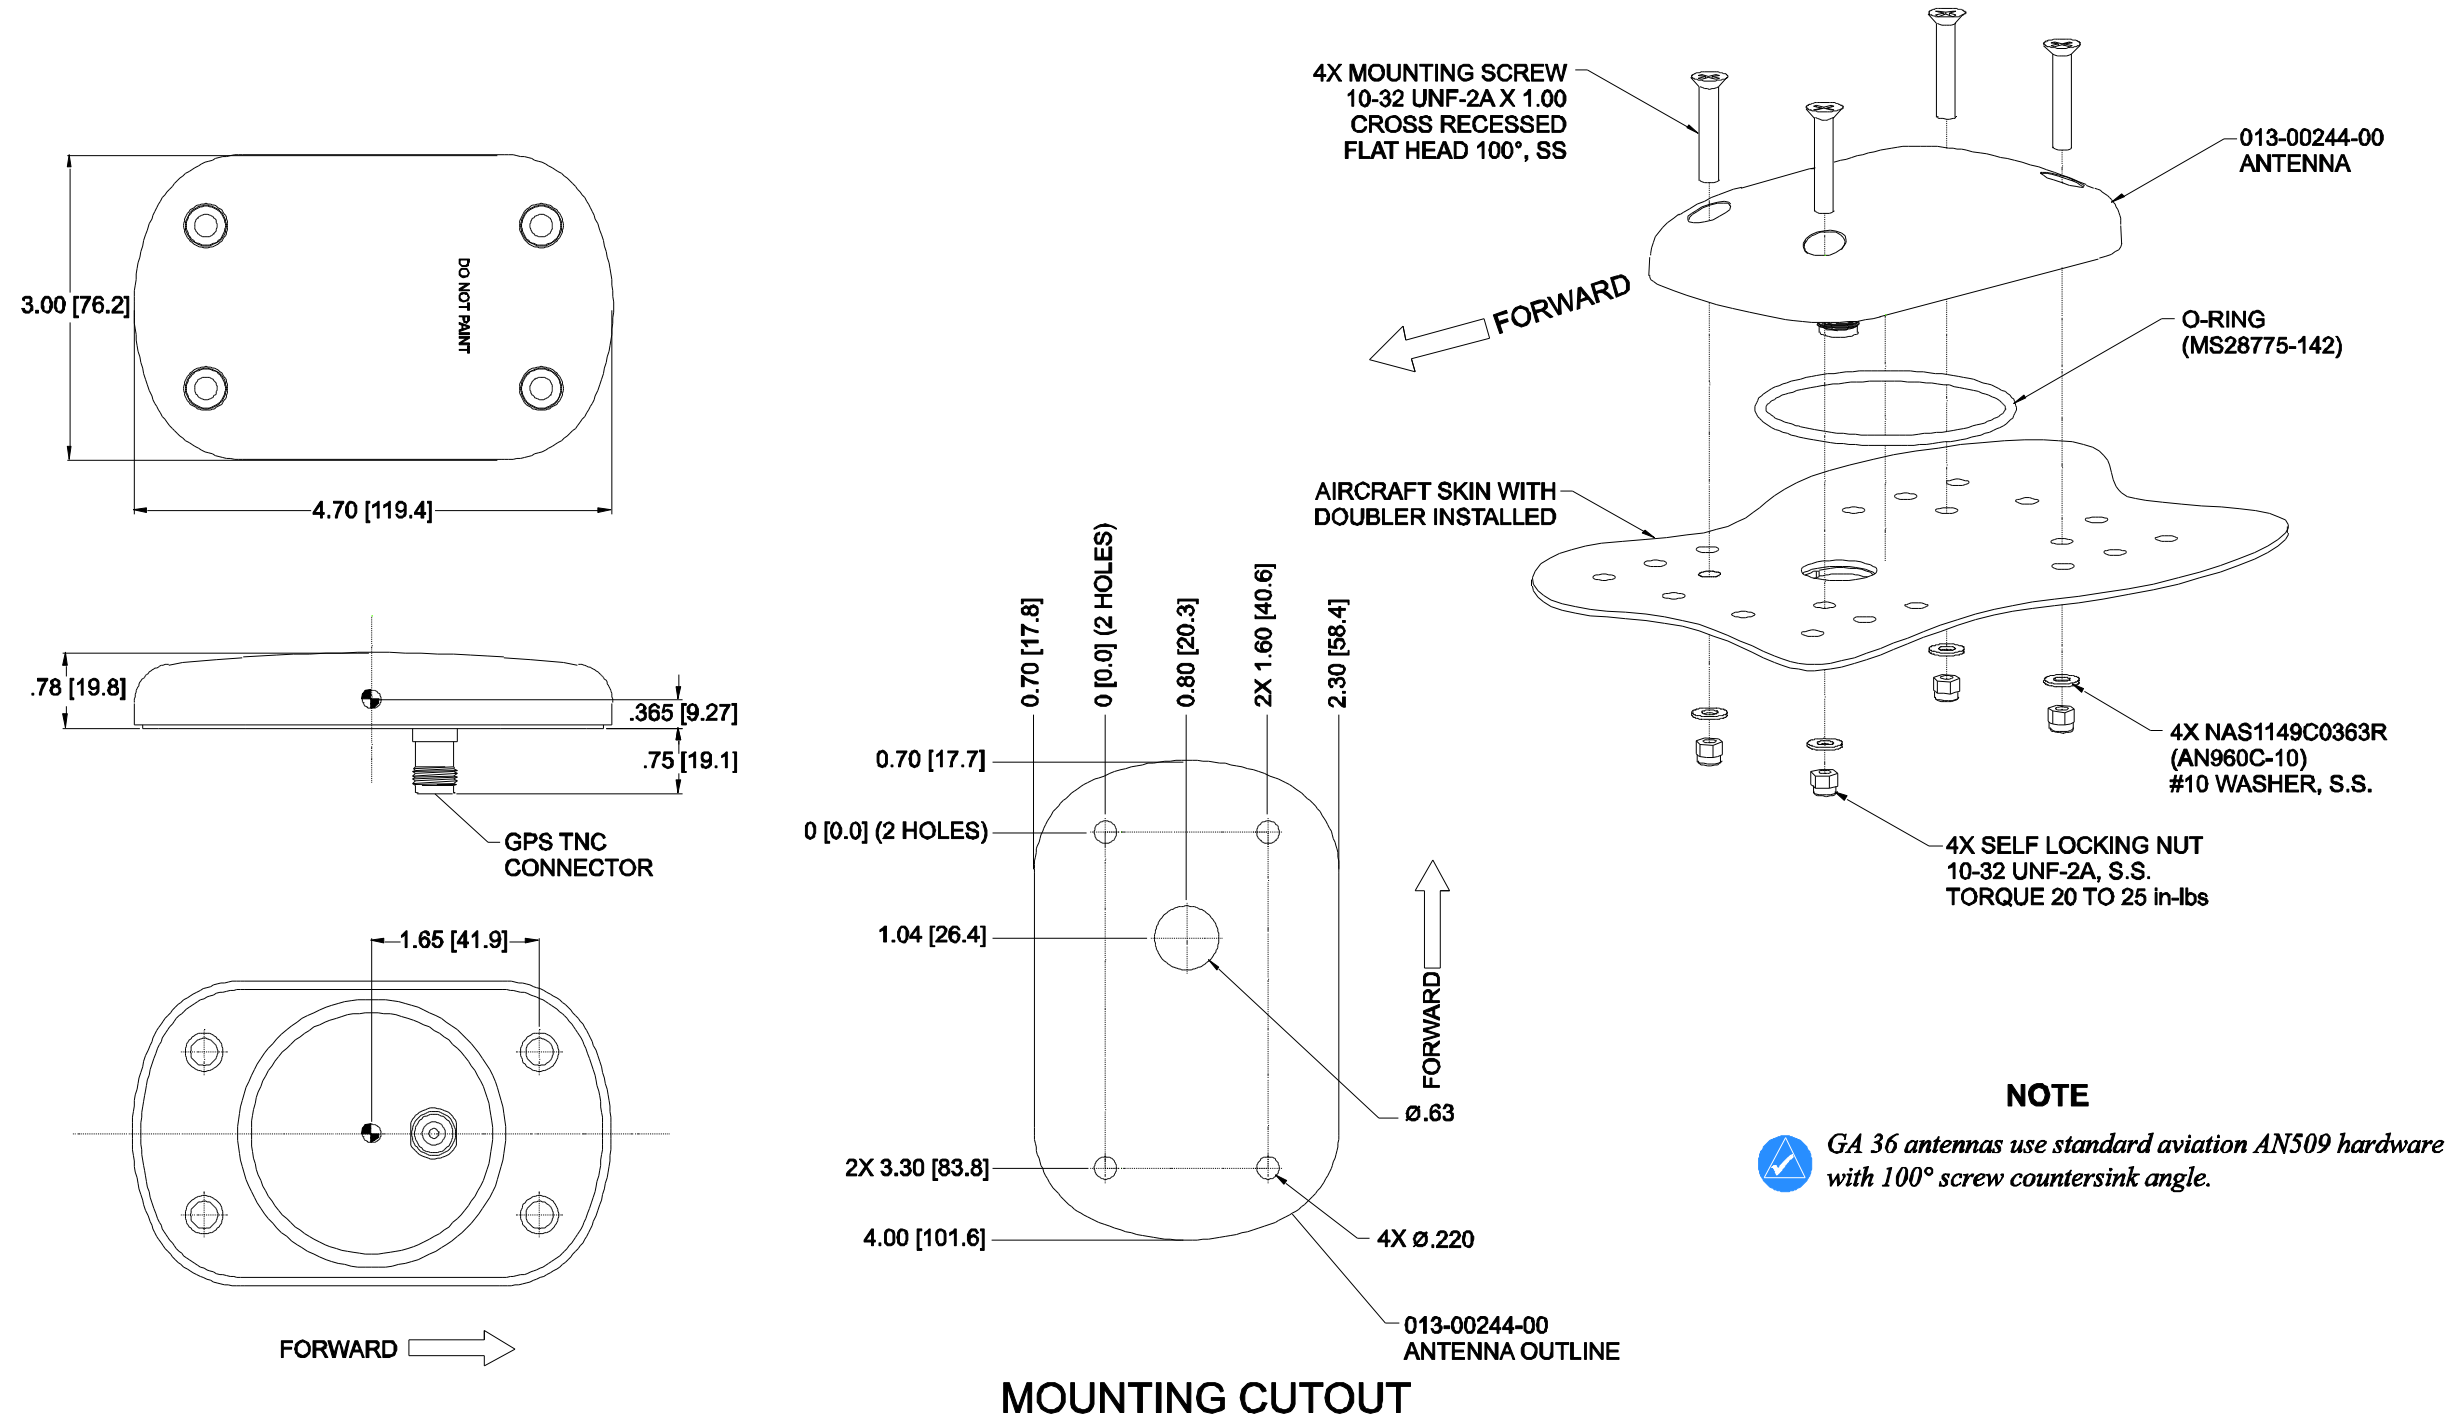 4X MOUNTING SCREW
10-32 UNF-2A X 1.00
CROSS RECESSED
FLAT HEAD 100°, SS
013-00244-00
ANTENNA
DO NOT PAINT
3.00 [76.2]
4.70 [119.4]
FORWARD
O-RING
(MS28775-142)
AIRCRAFT SKIN WITH
DOUBLER INSTALLED
.78 [19.8]
.365 [9.27]
.75 [19.1]
GPS TNC
CONNECTOR
0.70 [17.8]
0 [0.0] (2 HOLES)
0.80 [20.3]
2X 1.60 [40.6]
2.30 [58.4]
0.70 [17.7]
0 [0.0] (2 HOLES)
1.04 [26.4]
2X 3.30 [83.8]
4.00 [101.6]
FORWARD
Ø.63
4X Ø.220
013-00244-00
ANTENNA OUTLINE
4X NAS1149C0363R
(AN960C-10)
#10 WASHER, S.S.
4X SELF LOCKING NUT
10-32 UNF-2A, S.S.
TORQUE 20 TO 25 in-lbs
1.65 [41.9]
FORWARD
NOTE
GA 36 antennas use standard aviation AN509 hardware
with 100° screw countersink angle.
MOUNTING CUTOUT